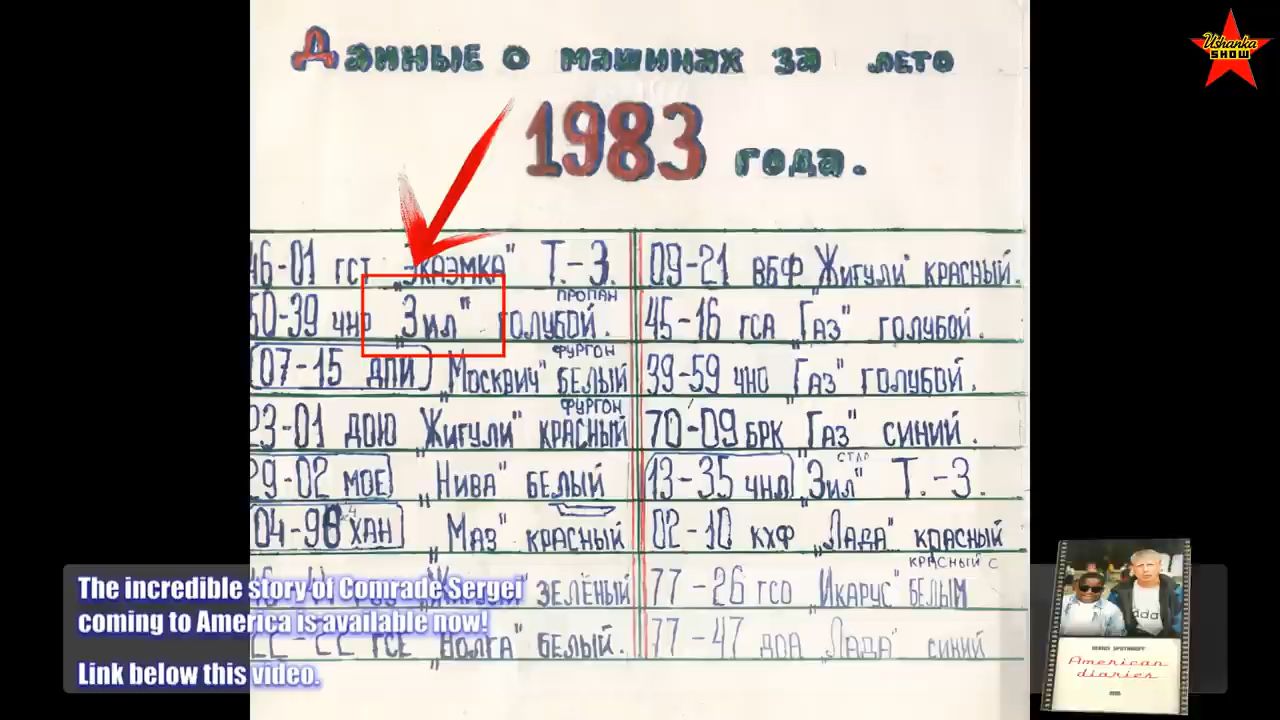 Данные о машинах за лето
1983 года.
46-01 гст „Экаэмка" Т.-З.
50-39 чнр „Зил" голубой. пропан
07-15 дпи „Москвич" белый фургон
23-01 дою „Жигули" красный фургон
29-02 мое „Нива" белый
04-98 хан „Маз" красный
зелёный
гсе „Волга" белый.
09-21 вбф „Жигули" красный.
45-16 гса „Газ" голубой.
39-59 чно „Газ" голубой.
70-09 брк „Газ" синий.
13-35 чнл „Зил" Т.-З.
02-10 кхф „Лада" красный
77-26 гсо „Икарус" красный с белым
77-47 доа „Лада" синий
Ushanka
SHOW
The incredible story of Comrade Sergei
coming to America is available now!
Link below this video.
American
diaries